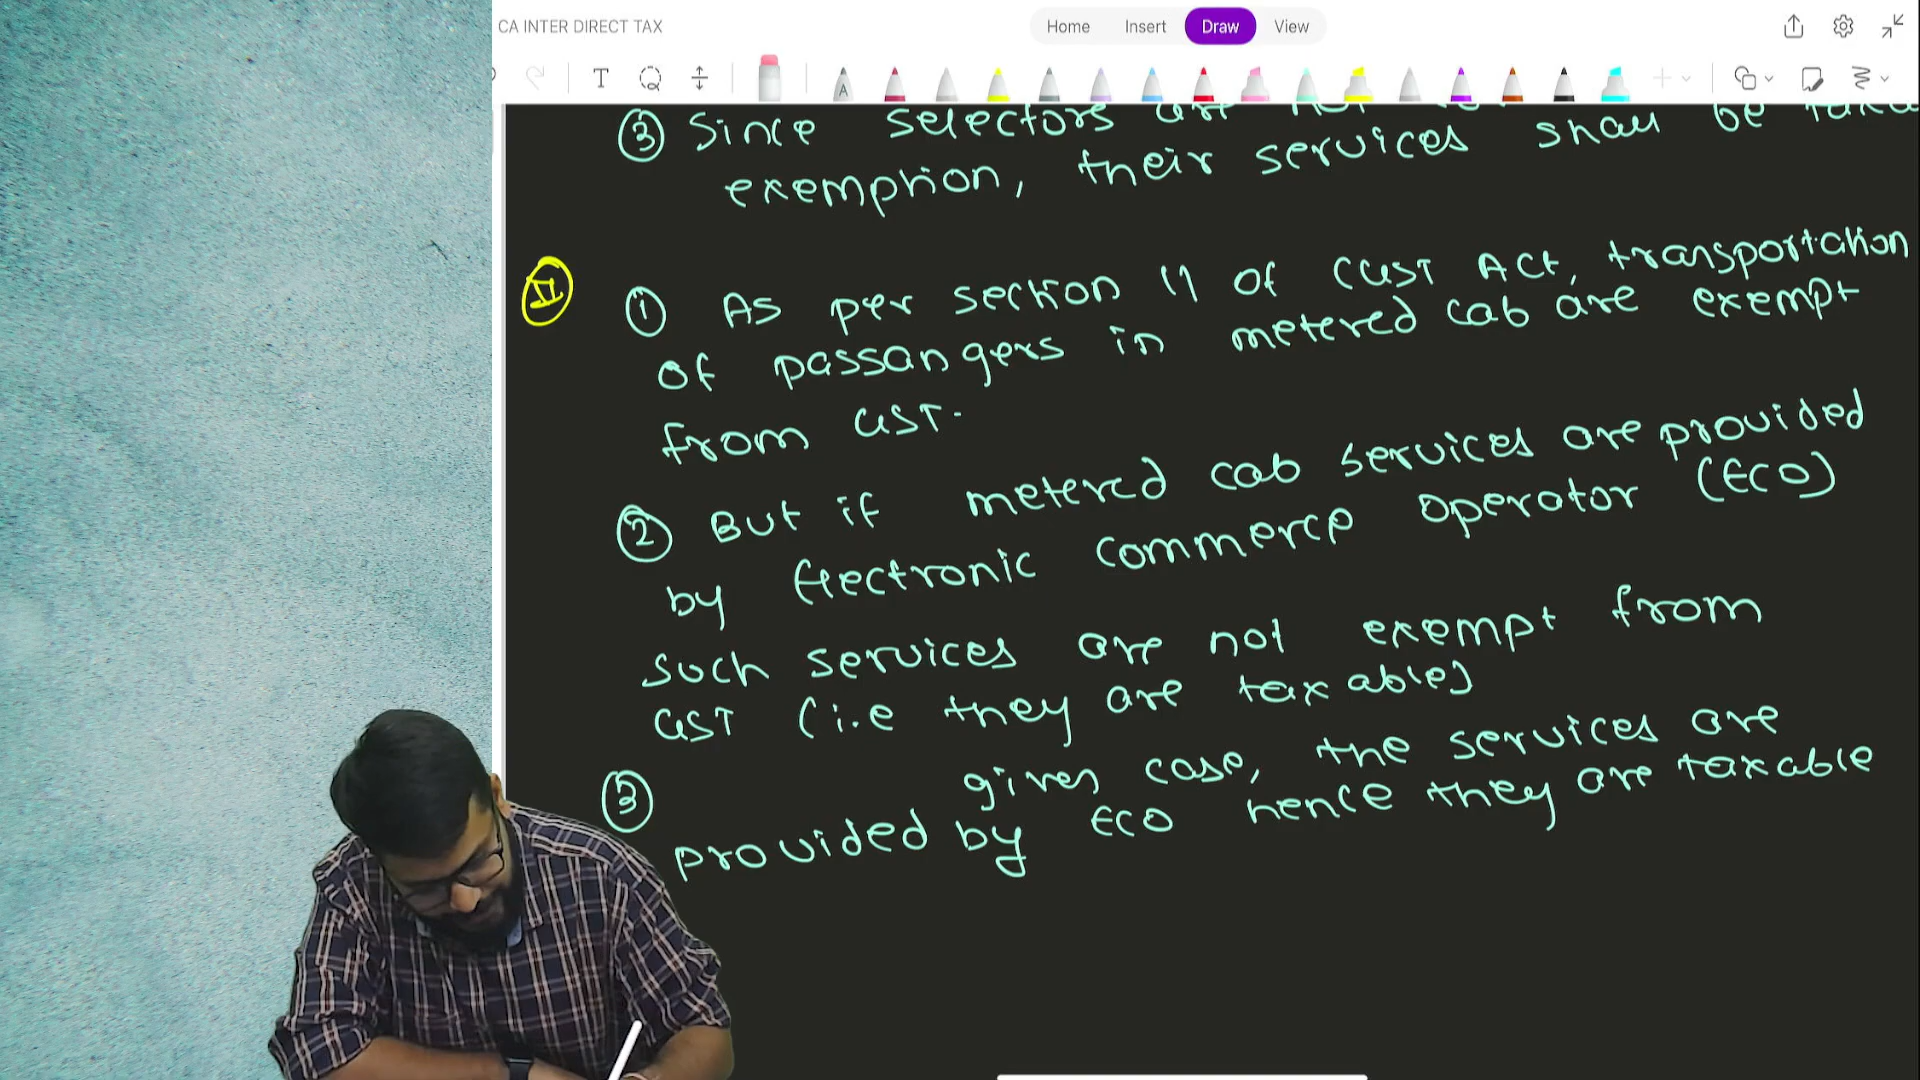 CA INTER DIRECT TAX
Home Insert Draw View
T
A
③ Since selectors are shall be
exemption, their services
II ① As per section 11 of CGST Act, transportation
of passangers in metered cab are exempt
from GST.
② But if metered cab services are provided
by Electronic Commerce Operator (ECO)
such services are not exempt from
GST (i.e they are taxable)
③ given case, the services are
provided by ECO hence they are taxable